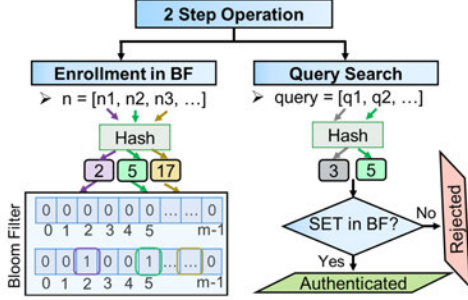 2 Step Operation
Enrollment in BF
➢ n = [n1, n2, n3, ...]
Hash
2 5 17
Bloom Filter
0 0 0 0 0 0 ... ... 0
0 1 2 3 4 5 m-1
0 0 1 0 0 1 ... ... 0
0 1 2 3 4 5 m-1
Query Search
➢ query = [q1, q2, ...]
Hash
3 5
SET in BF?
No
Rejected
Yes
Authenticated